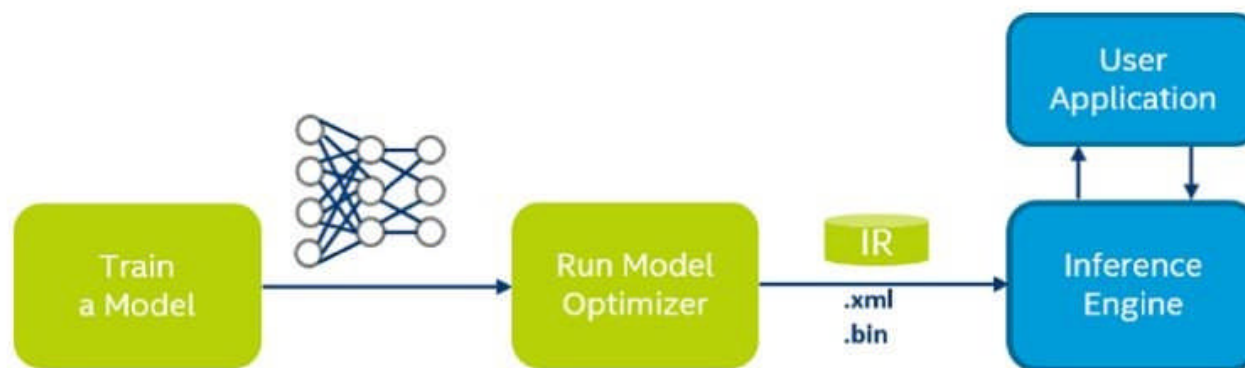 Train
a Model
Run Model
Optimizer
IR
.xml
.bin
User
Application
Inference
Engine